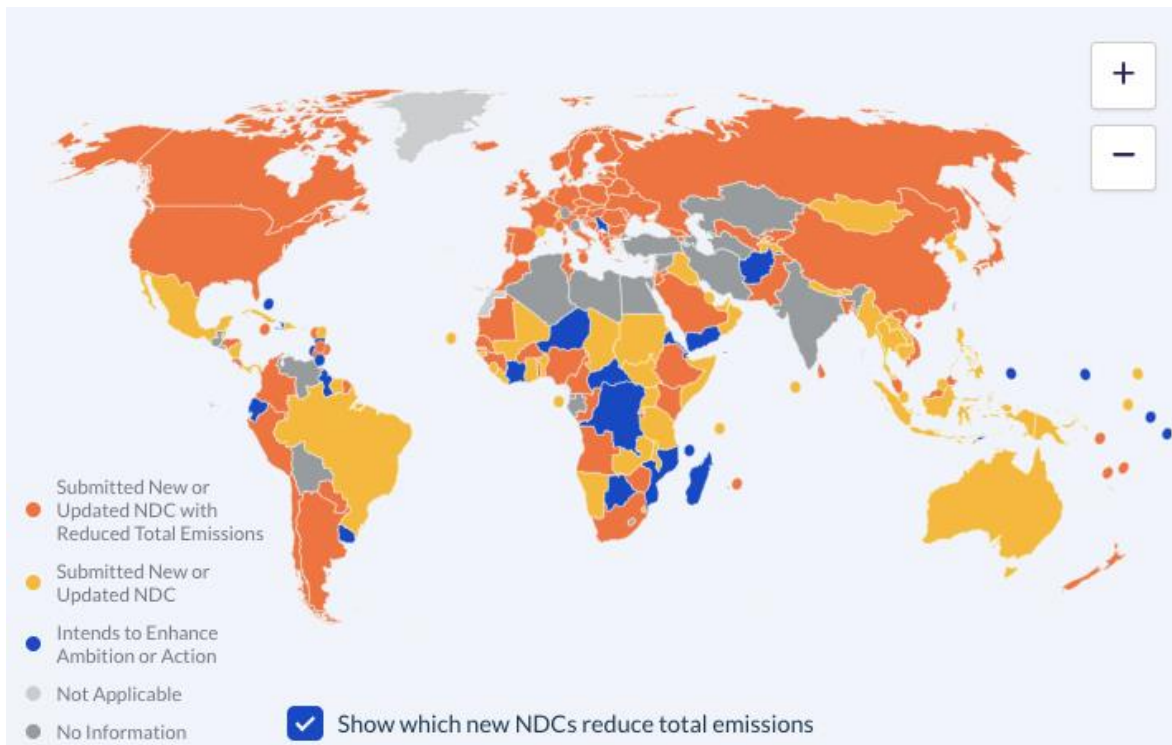 +
−
Submitted New or
Updated NDC with
Reduced Total Emissions
Submitted New or
Updated NDC
Intends to Enhance
Ambition or Action
Not Applicable
No Information
Show which new NDCs reduce total emissions